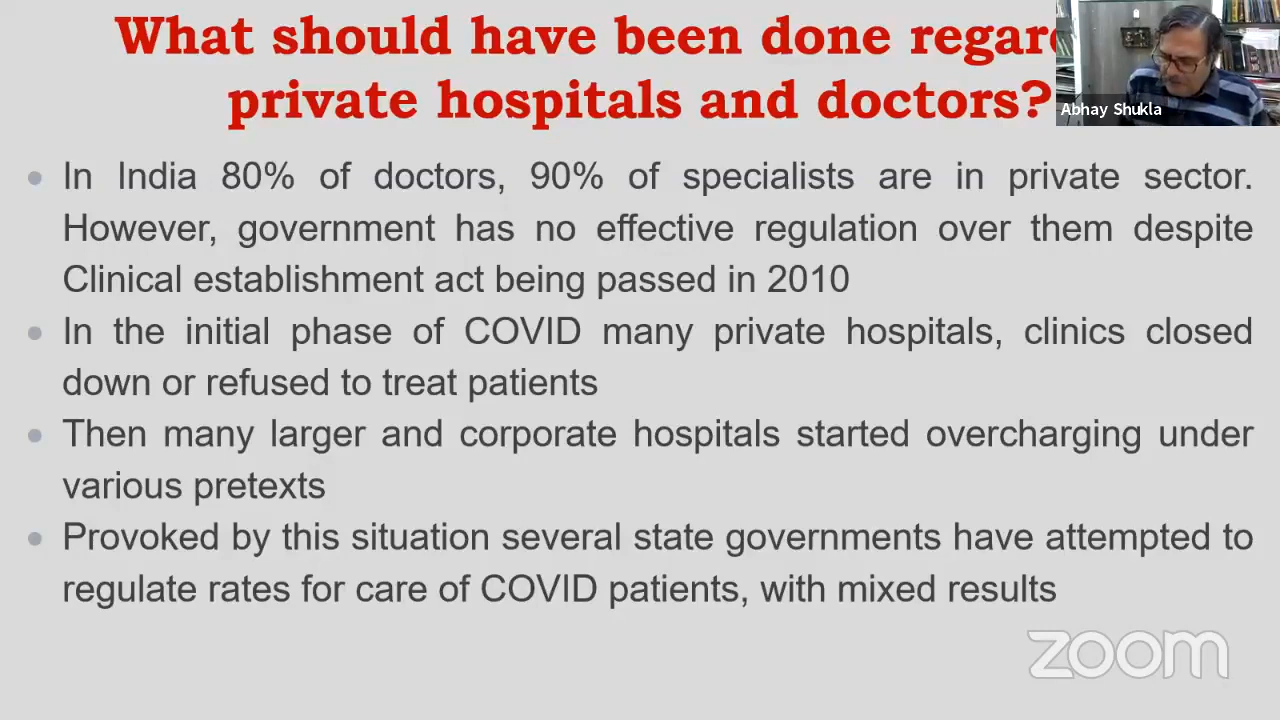 What should have been done regar
private hospitals and doctors?
Abhay Shukla
In India 80% of doctors, 90% of specialists are in private sector.
However, government has no effective regulation over them despite
Clinical establishment act being passed in 2010
In the initial phase of COVID many private hospitals, clinics closed
down or refused to treat patients
Then many larger and corporate hospitals started overcharging under
various pretexts
Provoked by this situation several state governments have attempted to
regulate rates for care of COVID patients, with mixed results
zoom